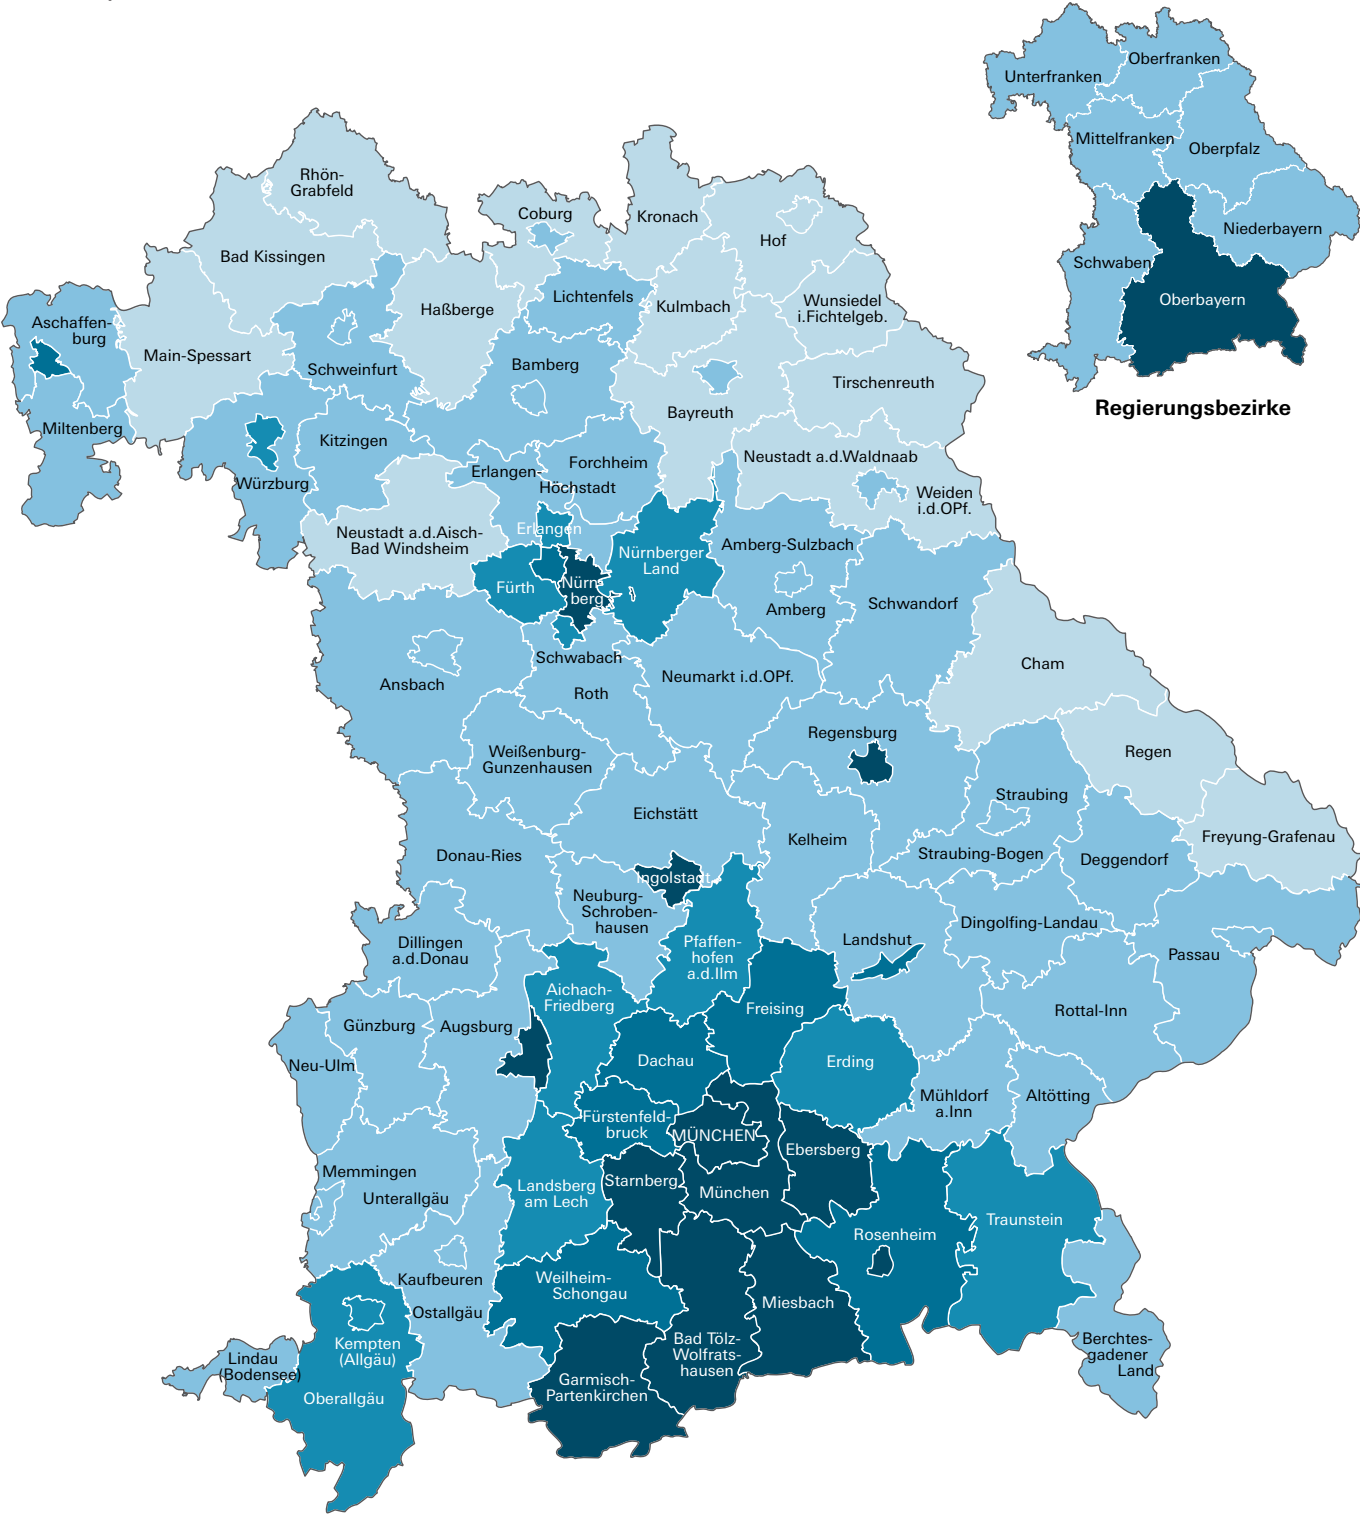 Unterfranken
Oberfranken
Mittelfranken
Oberpfalz
Niederbayern
Schwaben
Oberbayern
Regierungsbezirke
Rhön-
Grabfeld
Coburg
Kronach
Hof
Bad Kissingen
Lichtenfels
Haßberge
Kulmbach
Wunsiedel
i.Fichtelgeb.
Aschaffen-
burg
Main-Spessart
Schweinfurt
Bamberg
Tirschenreuth
Bayreuth
Miltenberg
Kitzingen
Würzburg
Erlangen-
Höchstadt
Forchheim
Neustadt a.d.Waldnaab
Weiden
i.d.OPf.
Neustadt a.d.Aisch-
Bad Windsheim
Erlangen
Nürnberger
Land
Amberg-Sulzbach
Fürth
Nürn-
berg
Amberg
Schwandorf
Schwabach
Cham
Ansbach
Roth
Neumarkt i.d.OPf.
Regensburg
Weißenburg-
Gunzenhausen
Regen
Straubing
Eichstätt
Kelheim
Freyung-Grafenau
Donau-Ries
Straubing-Bogen
Deggendorf
Ingolstadt
Neuburg-
Schroben-
hausen
Dingolfing-Landau
Dillingen
a.d.Donau
Pfaffen-
hofen
a.d.Ilm
Landshut
Passau
Aichach-
Friedberg
Freising
Rottal-Inn
Günzburg
Augsburg
Neu-Ulm
Dachau
Erding
Mühldorf
a.Inn
Altötting
Fürstenfeld-
bruck
MÜNCHEN
Ebersberg
Memmingen
Unterallgäu
Landsberg
am Lech
Starnberg
München
Traunstein
Rosenheim
Kaufbeuren
Ostallgäu
Weilheim-
Schongau
Miesbach
Kempten
(Allgäu)
Lindau
(Bodensee)
Oberallgäu
Bad Tölz-
Wolfrats-
hausen
Garmisch-
Partenkirchen
Berchtes-
gadener
Land